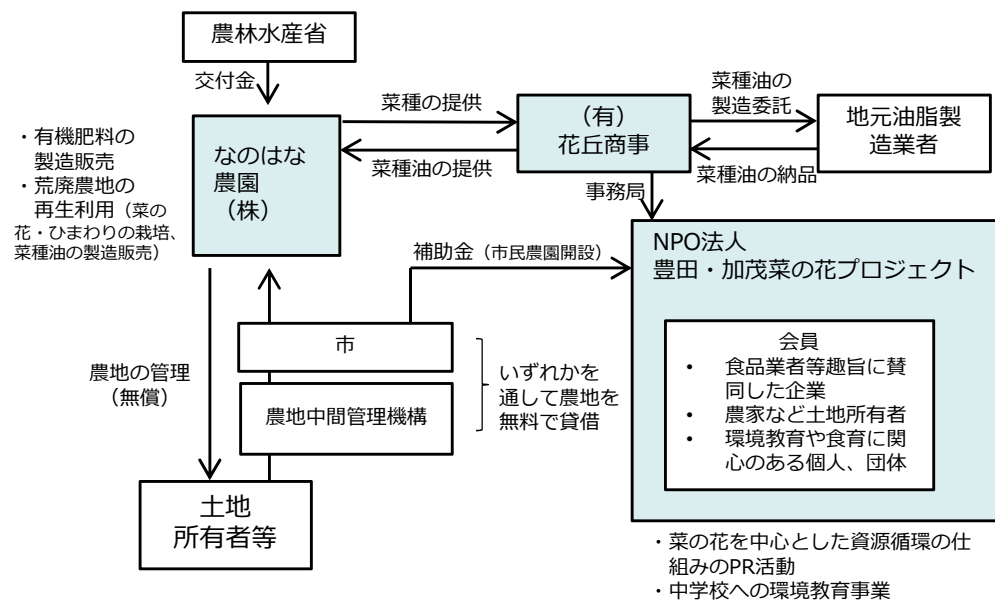 農林水産省
交付金
・有機肥料の
製造販売
・荒廃農地の
再生利用（菜の
花・ひまわりの栽培、
菜種油の製造販売）
なのはな
農園
（株）
菜種の提供
菜種油の提供
（有）
花丘商事
菜種油の
製造委託
菜種油の納品
地元油脂製
造業者
事務局
補助金（市民農園開設）
NPO法人
豊田・加茂菜の花プロジェクト
会員
• 食品業者等趣旨に賛
同した企業
• 農家など土地所有者
• 環境教育や食育に関
心のある個人、団体
市
農地中間管理機構
いずれかを
通して農地を
無料で貸借
農地の管理
（無償）
土地
所有者等
・菜の花を中心とした資源循環の仕
組みのPR活動
・中学校への環境教育事業